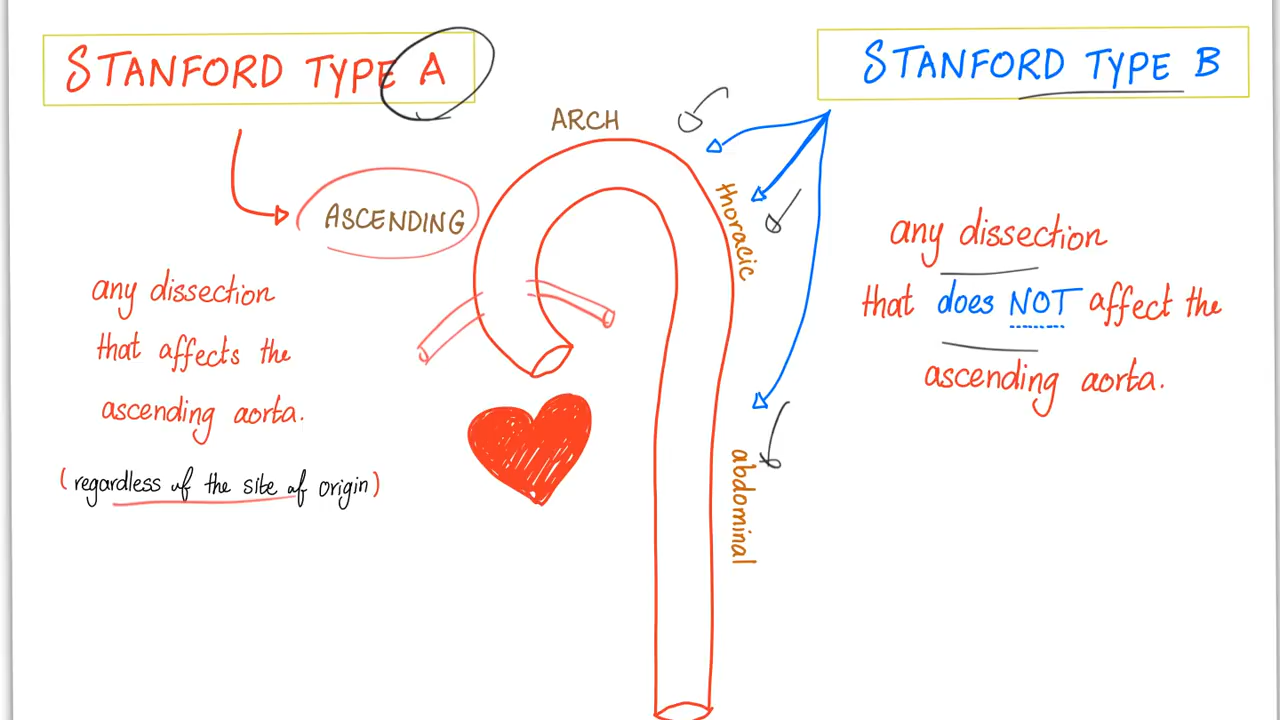 STANFORD TYPE A
STANFORD TYPE B
ARCH
ASCENDING
thoracic
abdominal
any dissection
that affects the
ascending aorta.
(regardless of the site of origin)
any dissection
that does NOT affect the
ascending aorta.